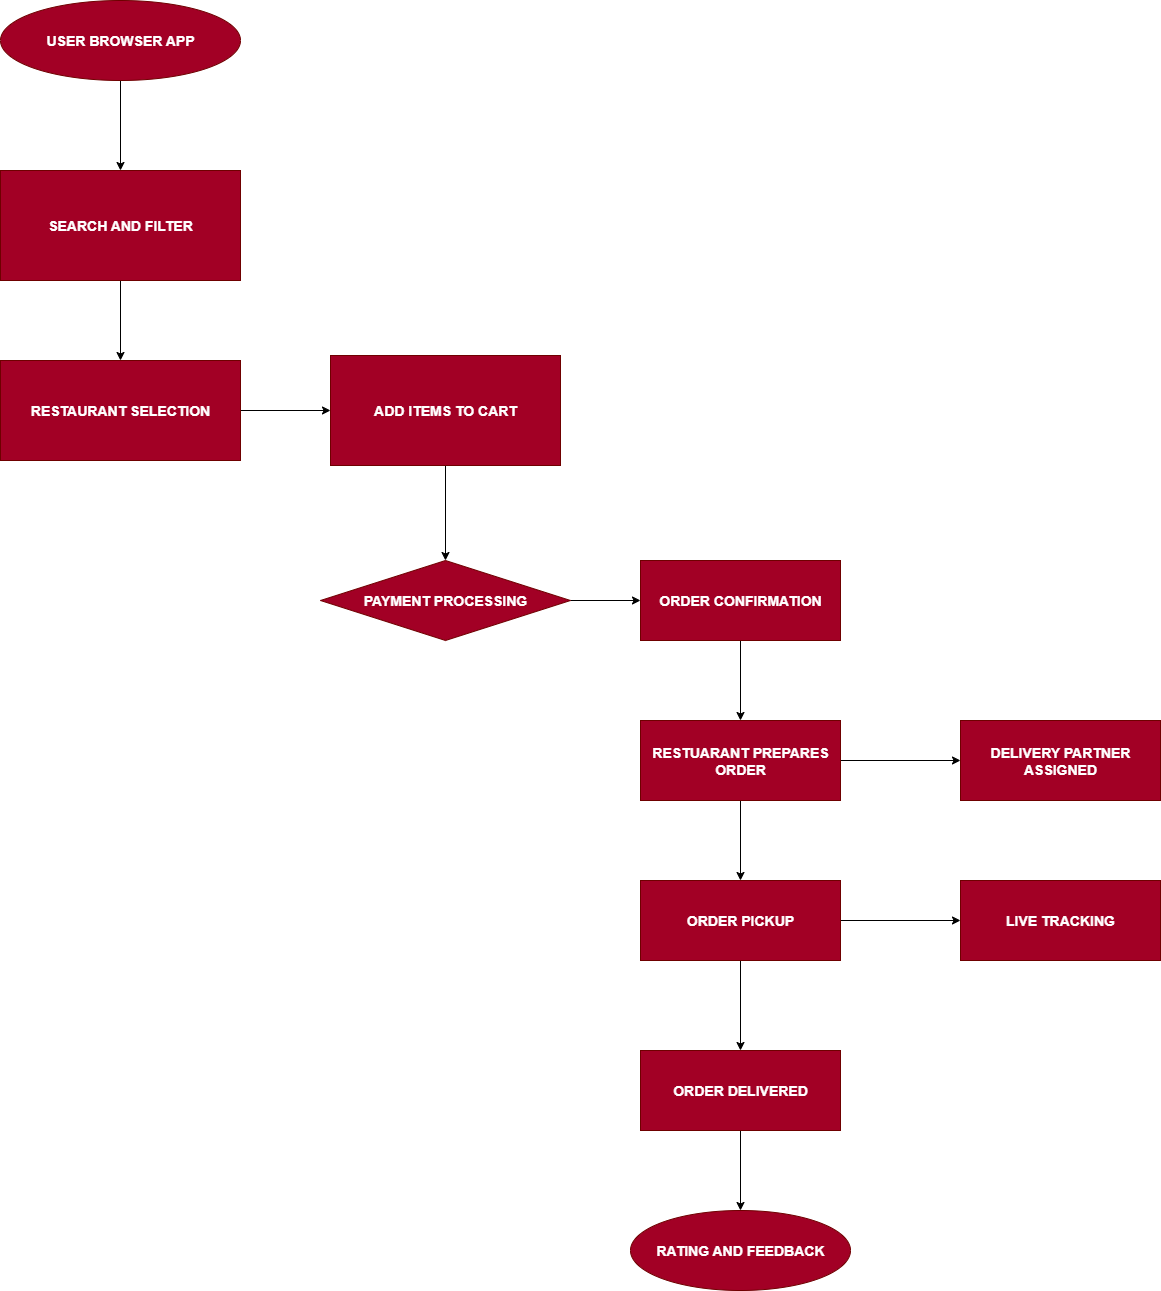 USER BROWSER APP
SEARCH AND FILTER
RESTAURANT SELECTION
ADD ITEMS TO CART
PAYMENT PROCESSING
ORDER CONFIRMATION
RESTUARANT PREPARES
ORDER
DELIVERY PARTNER
ASSIGNED
ORDER PICKUP
LIVE TRACKING
ORDER DELIVERED
RATING AND FEEDBACK